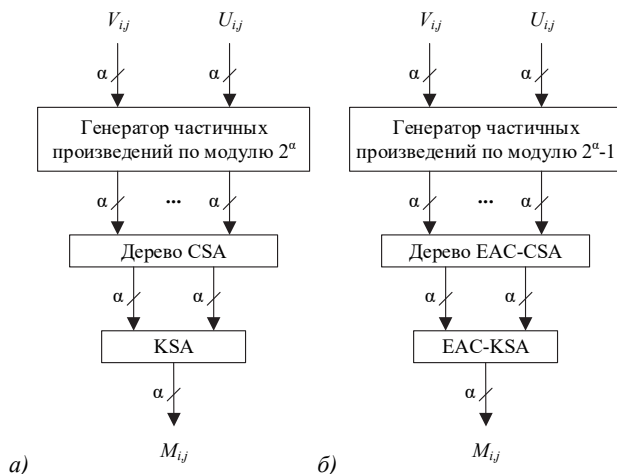 V_{i,j} U_{i,j}
α α
Генератор частичных
произведений по модулю 2^α
α ... α
Дерево CSA
α α
KSA
α
а) M_{i,j}
V_{i,j} U_{i,j}
α α
Генератор частичных
произведений по модулю 2^α-1
α ... α
Дерево EAC-CSA
α α
EAC-KSA
α
б) M_{i,j}